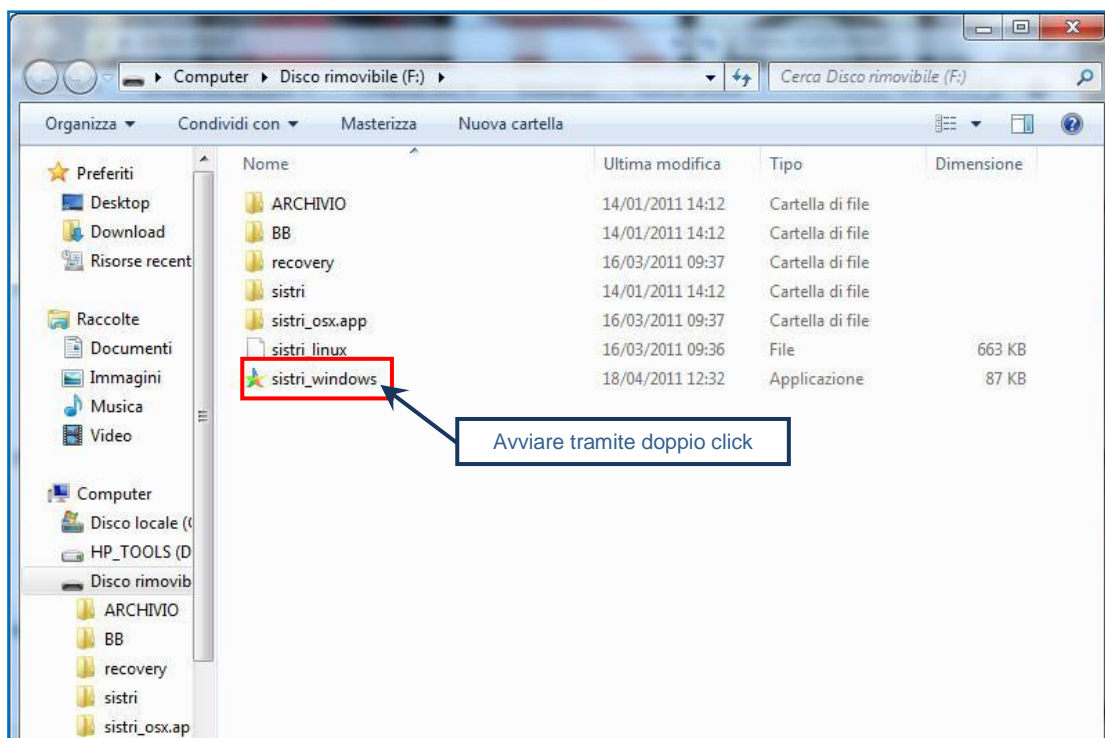 Computer Disco rimovibile (F:)
Cerca Disco rimovibile (F:)
Organizza Condividi con Masterizza Nuova cartella
Nome Ultima modifica Tipo Dimensione
ARCHIVIO 14/01/2011 14:12 Cartella di file
BB 14/01/2011 14:12 Cartella di file
recovery 16/03/2011 09:37 Cartella di file
sistri 14/01/2011 14:12 Cartella di file
sistri_osx.app 16/03/2011 09:37 Cartella di file
sistri_linux 16/03/2011 09:36 File 663 KB
sistri_windows 18/04/2011 12:32 Applicazione 87 KB
Avviare tramite doppio click
Preferiti
Desktop
Download
Risorse recent
Raccolte
Documenti
Immagini
Musica
Video
Computer
Disco locale (
HP_TOOLS (D
Disco rimovib
ARCHIVIO
BB
recovery
sistri
sistri_osx.ap